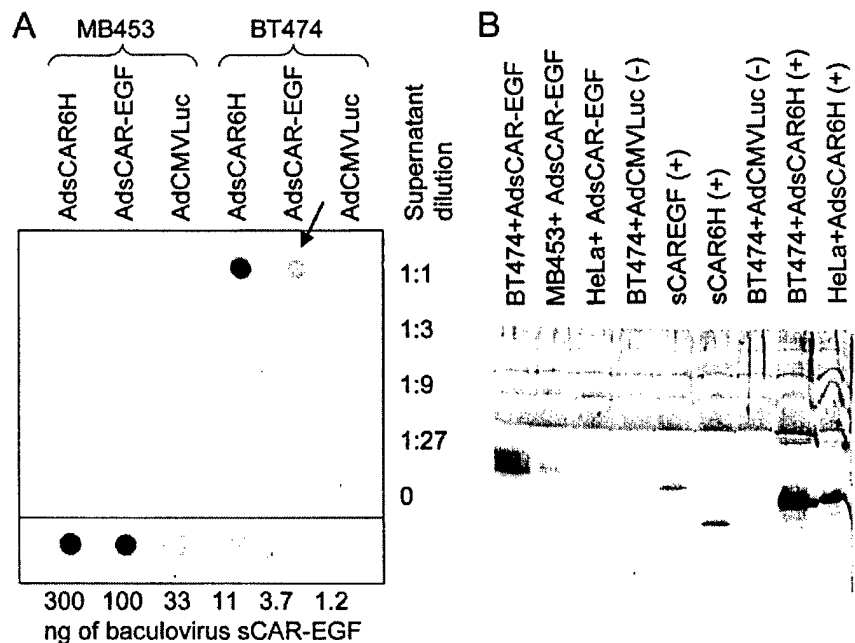 A
MB453
BT474
AdsCAR6H
AdsCAR-EGF
AdCMVLuc
AdsCAR6H
AdsCAR-EGF
AdCMVLuc
Supernatant
dilution
1:1
1:3
1:9
1:27
0
300 100 33 11 3.7 1.2
ng of baculovirus sCAR-EGF
B
BT474+AdsCAR-EGF
MB453+ AdsCAR-EGF
HeLa+ AdsCAR-EGF
BT474+AdCMVLuc (-)
sCAREGF (+)
sCAR6H (+)
BT474+AdCMVLuc (-)
BT474+AdsCAR6H (+)
HeLa+AdsCAR6H (+)